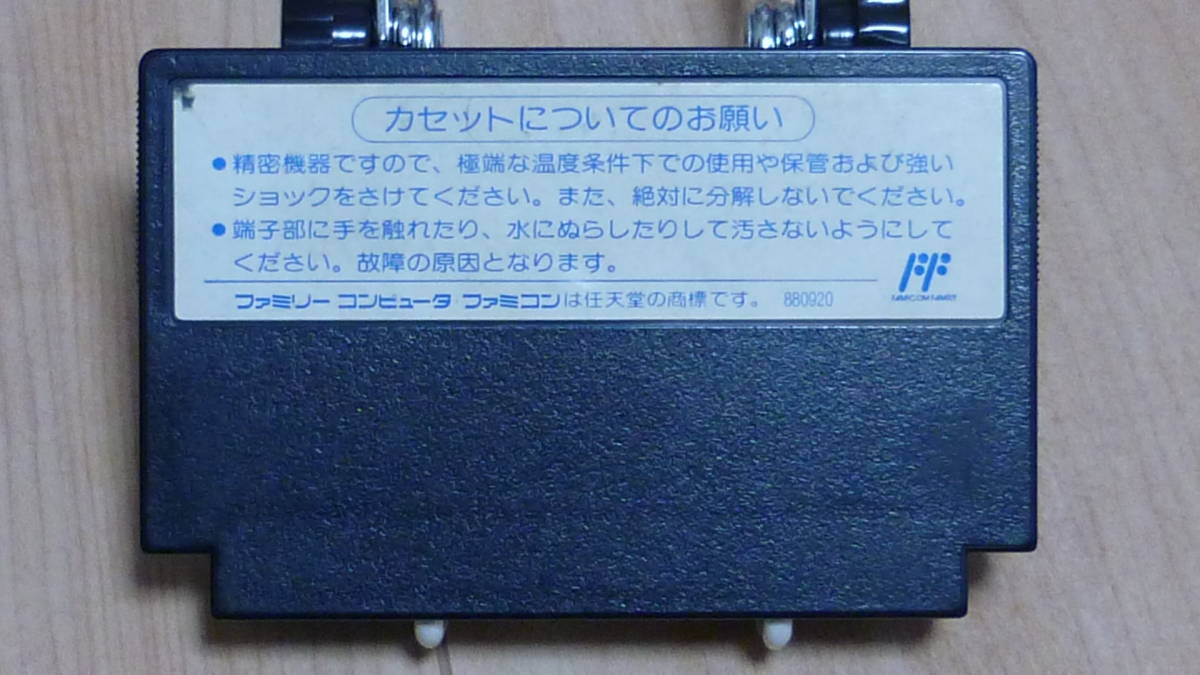 カセットについてのお願い
●精密機器ですので、極端な温度条件下での使用や保管および強い
ショックをさけてください。また、絶対に分解しないでください。
●端子部に手を触れたり、水にぬらしたりして汚さないようにして
ください。故障の原因となります。
FF
FAMICOM FAMILY
ファミリー コンピュータ・ファミコンは任天堂の商標です。 880920